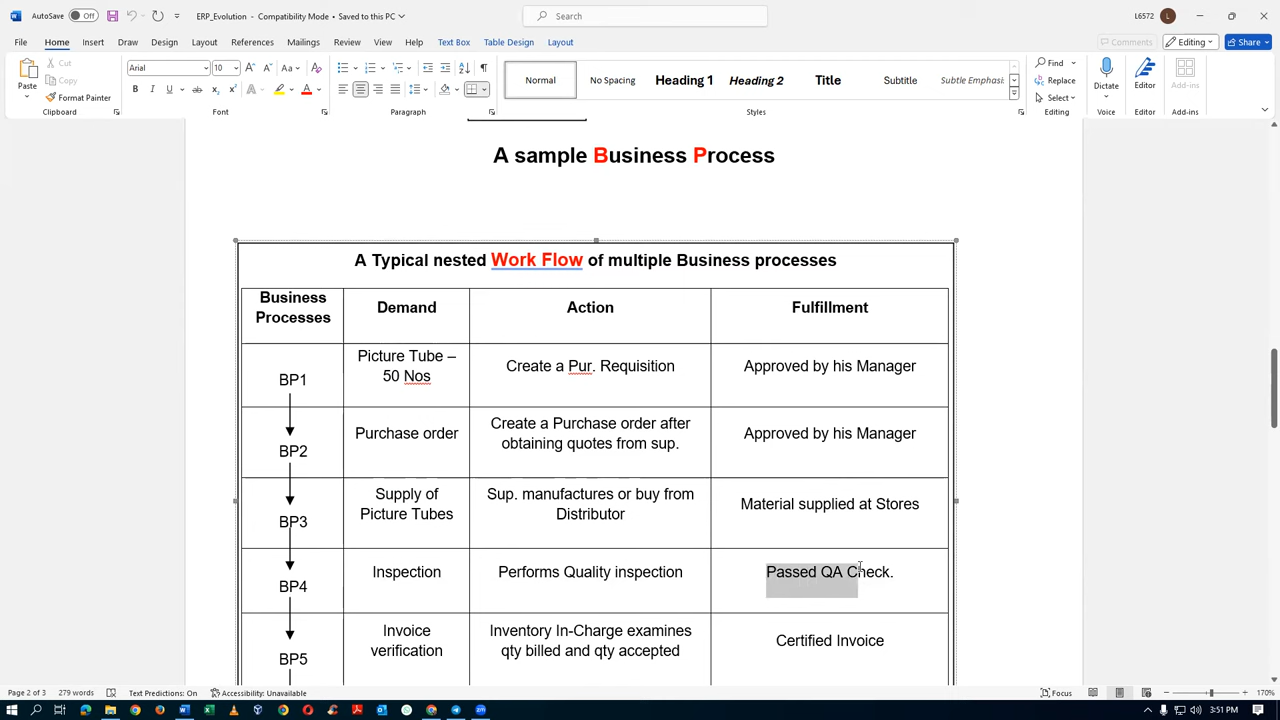 AutoSave Off ERP_Evolution - Compatibility Mode • Saved to this PC Search L6572 L
File Home Insert Draw Design Layout References Mailings Review View Help Text Box Table Design Layout Comments Editing Share
Paste Cut Copy Format Painter
Arial 10
Normal No Spacing Heading 1 Heading 2 Title Subtitle Subtle Emphasis
Find Replace Select Dictate Editor Add-ins
Clipboard Font Paragraph Styles Editing Voice Editor Add-ins
A sample Business Process
A Typical nested Work Flow of multiple Business processes
Business Processes Demand Action Fulfillment
BP1
Picture Tube –
50 Nos
Create a Pur. Requisition
Approved by his Manager
BP2
Purchase order
Create a Purchase order after
obtaining quotes from sup.
Approved by his Manager
BP3
Supply of
Picture Tubes
Sup. manufactures or buy from
Distributor
Material supplied at Stores
BP4
Inspection
Performs Quality inspection
Passed QA Check.
BP5
Invoice
verification
Inventory In-Charge examines
qty billed and qty accepted
Certified Invoice
Page 2 of 3 279 words Text Predictions: On Accessibility: Unavailable Focus 170%
3:51 PM